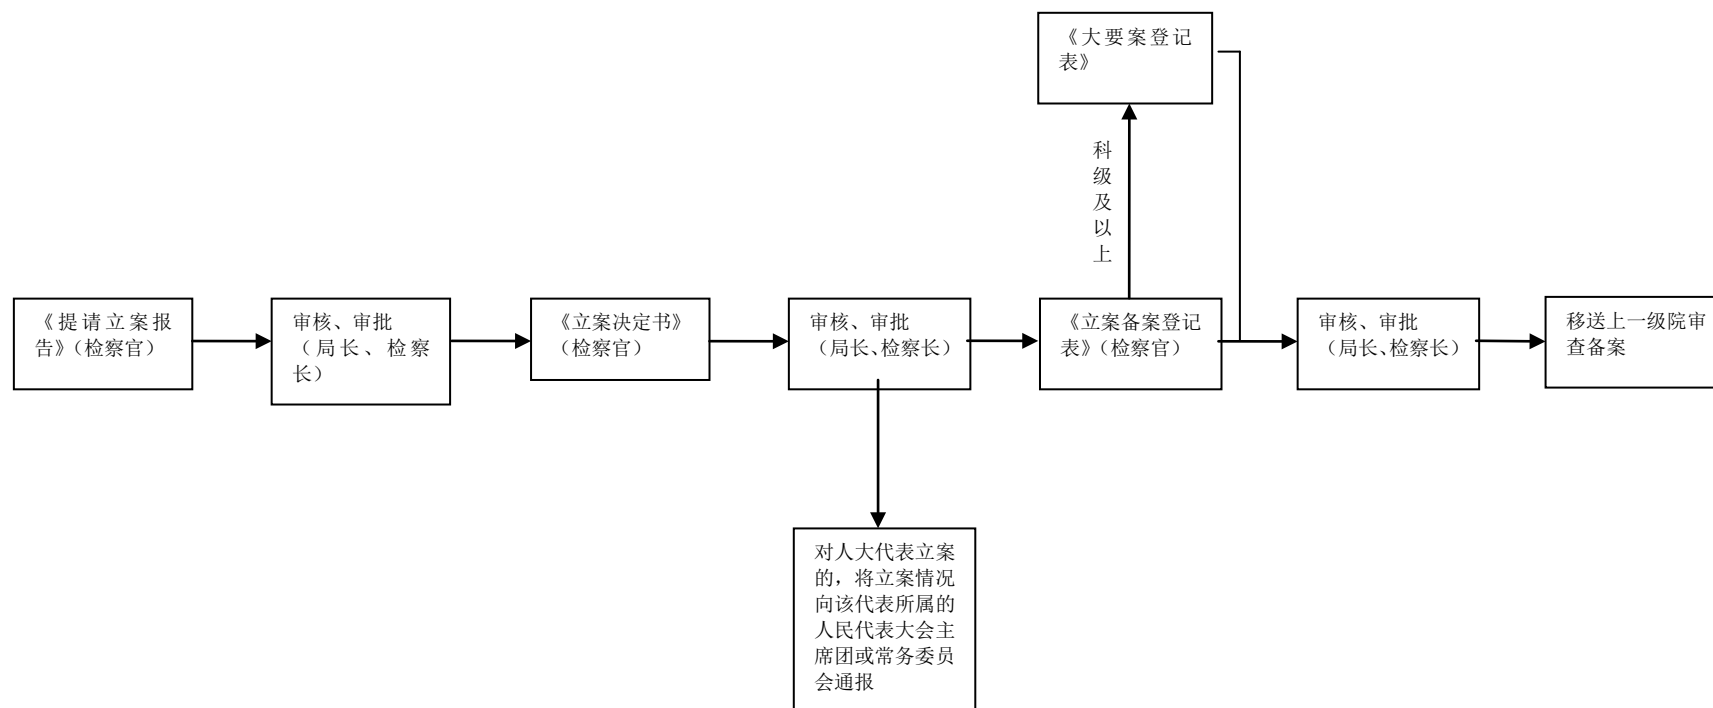 《大要案登记
表》
科
级
及
以
上
《提请立案报
告》（检察官）
审核、审批
（局长、检察
长）
《立案决定书》
（检察官）
审核、审批
（局长、检察长）
《立案备案登记
表》（检察官）
审核、审批
（局长、检察长）
移送上一级院审
查备案
对人大代表立案
的，将立案情况
向该代表所属的
人民代表大会主
席团或常务委员
会通报